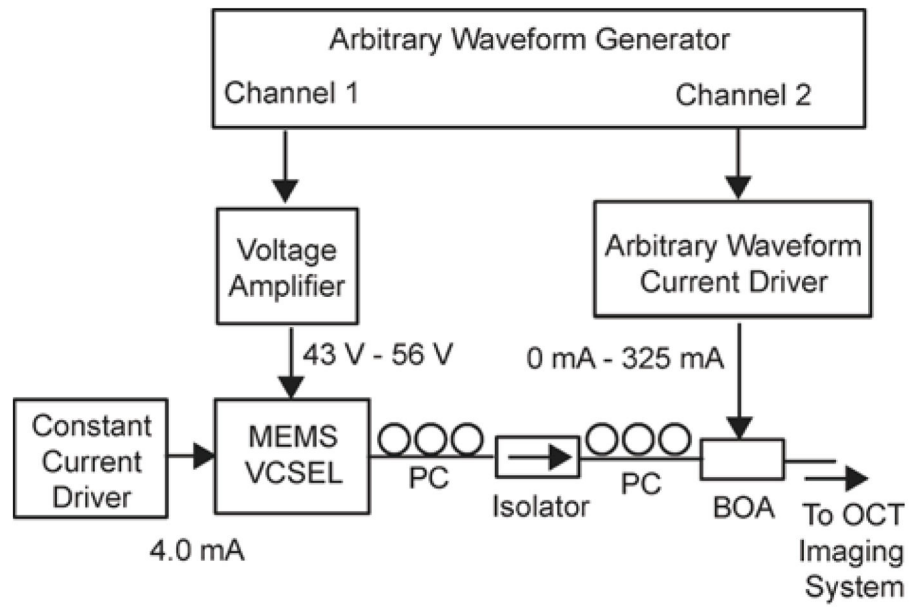 Arbitrary Waveform Generator
Channel 1
Channel 2
Voltage
Amplifier
Arbitrary Waveform
Current Driver
43 V - 56 V
0 mA - 325 mA
Constant
Current
Driver
MEMS
VCSEL
PC
Isolator
PC
BOA
4.0 mA
To OCT
Imaging
System